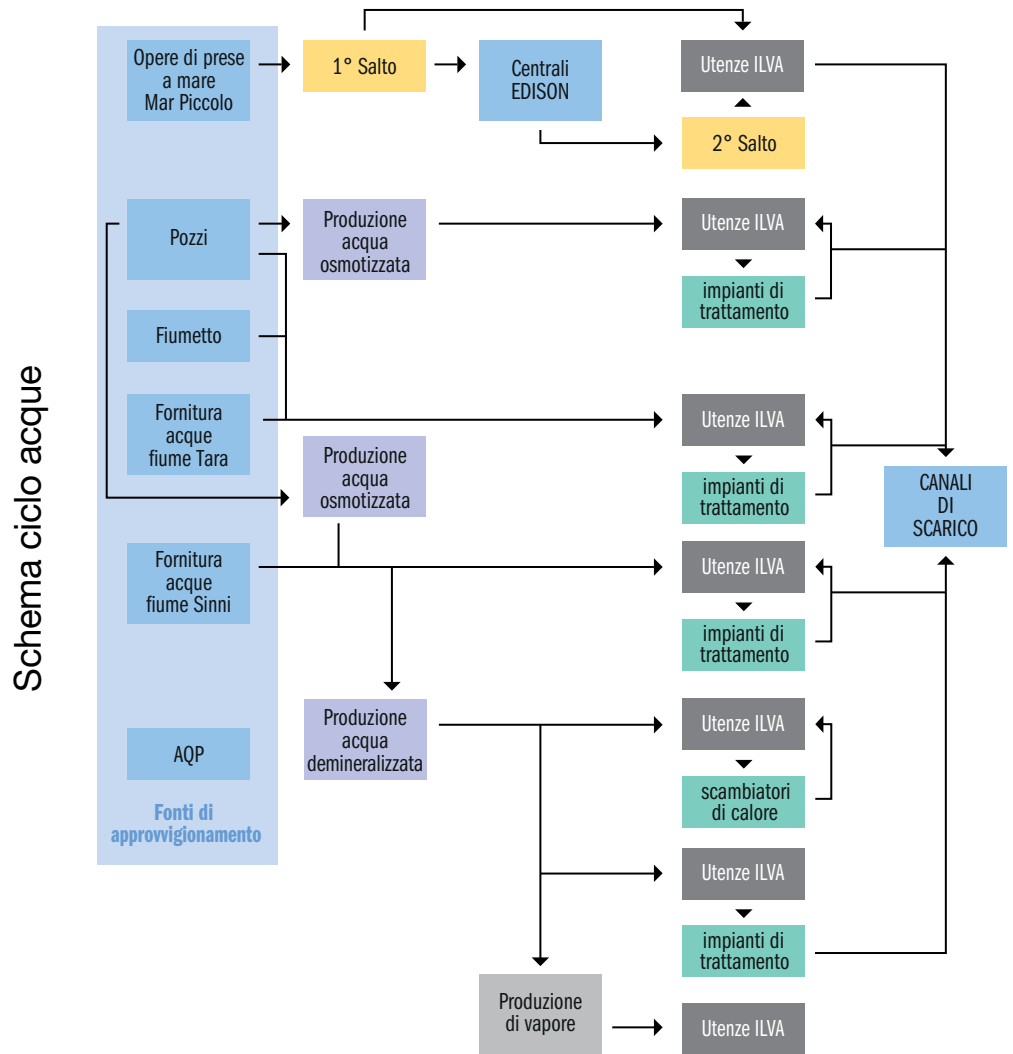 Schema ciclo acque
Opere di prese
a mare
Mar Piccolo
1° Salto
Centrali
EDISON
Utenze ILVA
2° Salto
Pozzi
Produzione
acqua
osmotizzata
Utenze ILVA
impianti di
trattamento
Fiumetto
Fornitura
acque
fiume Tara
Utenze ILVA
Produzione
acqua
osmotizzata
impianti di
trattamento
CANALI
DI
SCARICO
Fornitura
acque
fiume Sinni
Utenze ILVA
impianti di
trattamento
Produzione
acqua
demineralizzata
Utenze ILVA
AQP
scambiatori
di calore
Fonti di
approvvigionamento
Utenze ILVA
impianti di
trattamento
Produzione
di vapore
Utenze ILVA